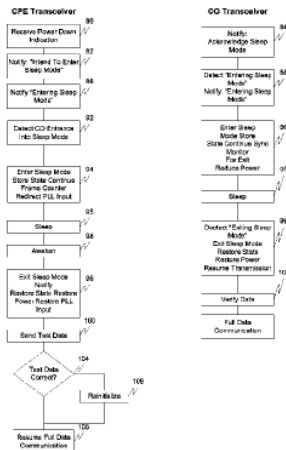 CPE Transceiver
80
Receive Power Down
Indication
82
Notify: "Intend To Enter
Sleep Mode"
Notify "Entering Sleep
Mode"
92
Detect CO Entrance
Into Sleep Mode
94
Enter Sleep Mode
Store State Continue
Frame Counter
Redirect PLL Input
95
Sleep
98
Awaken
Exit Sleep Mode
Notify
Restore State Restore
Power Restore PLL
Input
100
Send Test Data
104
Test Data
Correct?
Reinitialize
106
Resume Full Data
Communication
CO Transceiver
84
Notify:
Acknowledge Sleep
Mode
Detect "Entering Sleep
Mode"
Notify: "Entering Sleep
Mode"
Enter Sleep
Mode Store
State Continue Sync
Monitor
For Exit
Reduce Power
Sleep
"Exiting Sleep
Mode"
Exit Sleep Mode
Restore State
Restore Power
Resume Transmission
Verify Data
Full Data
Communication